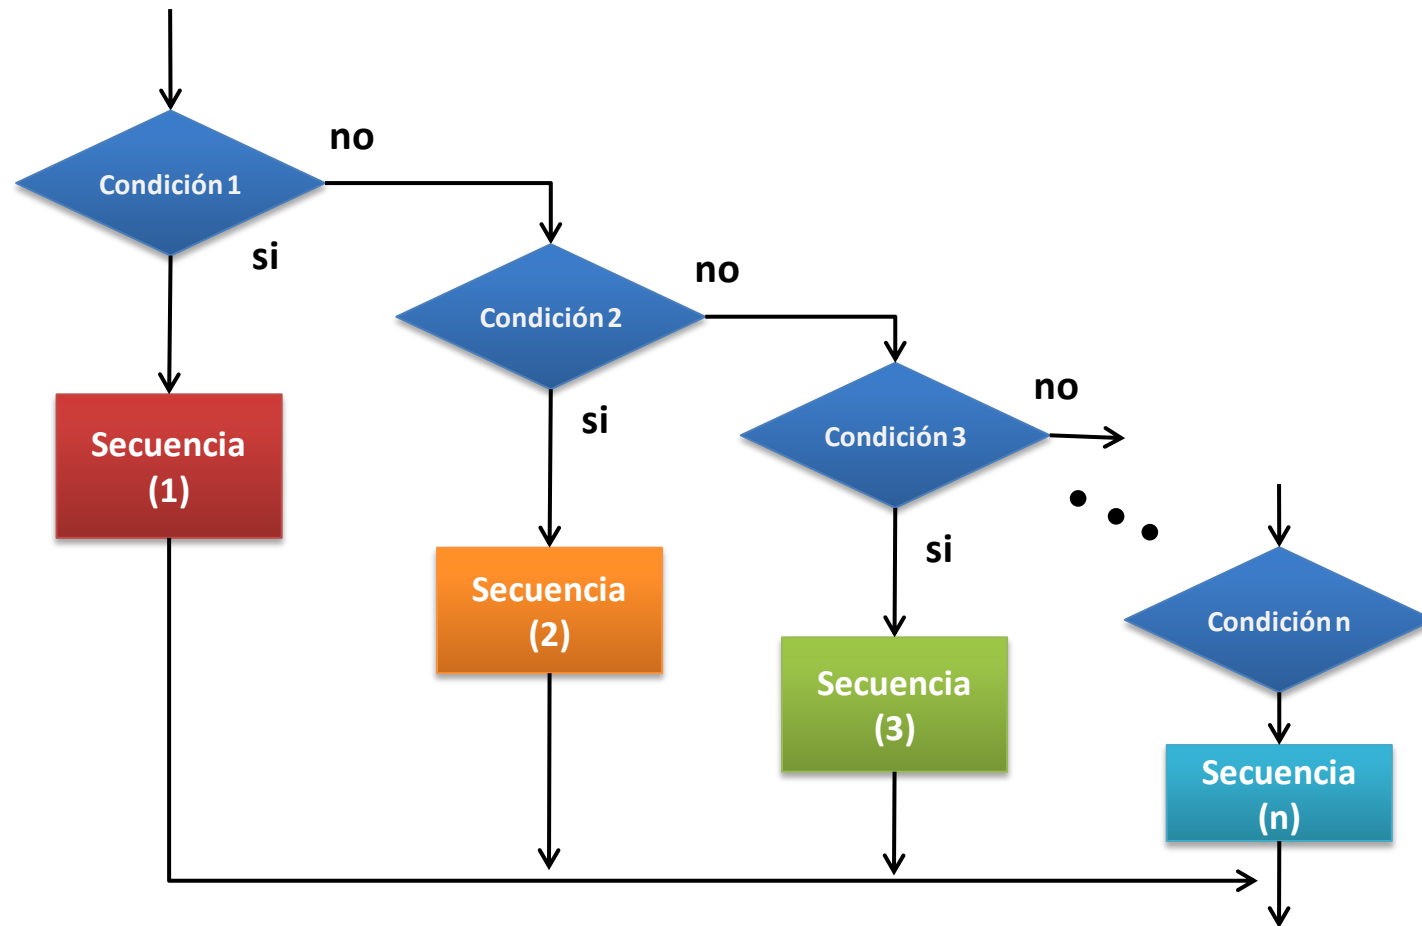 no
Condición 1
si
no
Condición 2
no
Condición 3
si
Secuencia
(1)
si
Secuencia
(2)
Condición n
Secuencia
(3)
Secuencia
(n)